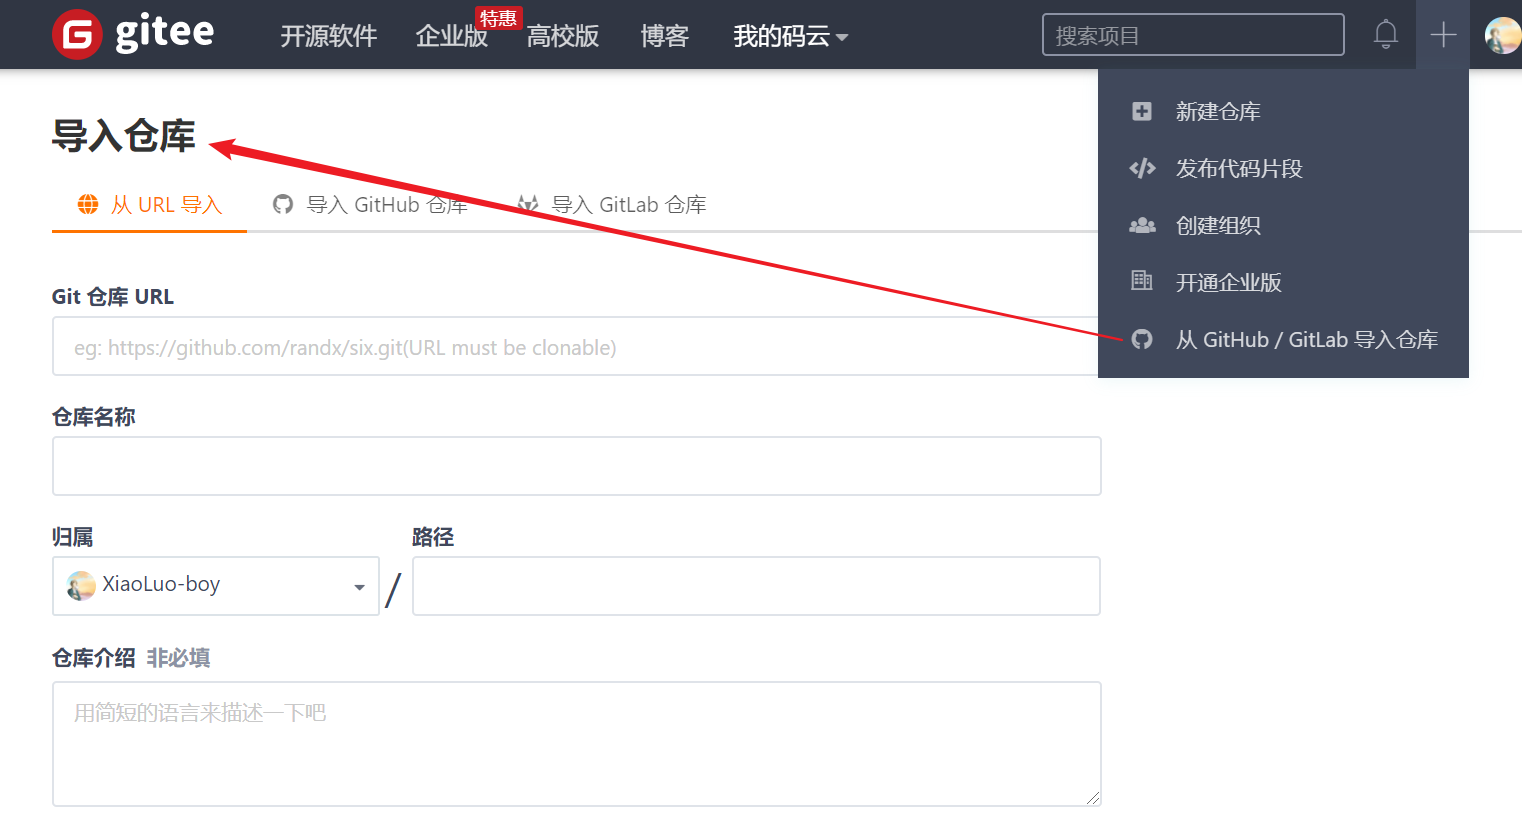 gitee
开源软件 企业版 特惠 高校版 博客 我的码云 搜索项目
新建仓库
发布代码片段
创建组织
开通企业版
从 GitHub / GitLab 导入仓库
导入仓库
从 URL 导入 导入 GitHub 仓库 导入 GitLab 仓库
Git 仓库 URL
eg: https://github.com/randx/six.git(URL must be clonable)
仓库名称
归属 路径
XiaoLuo-boy /
仓库介绍 非必填
用简短的语言来描述一下吧